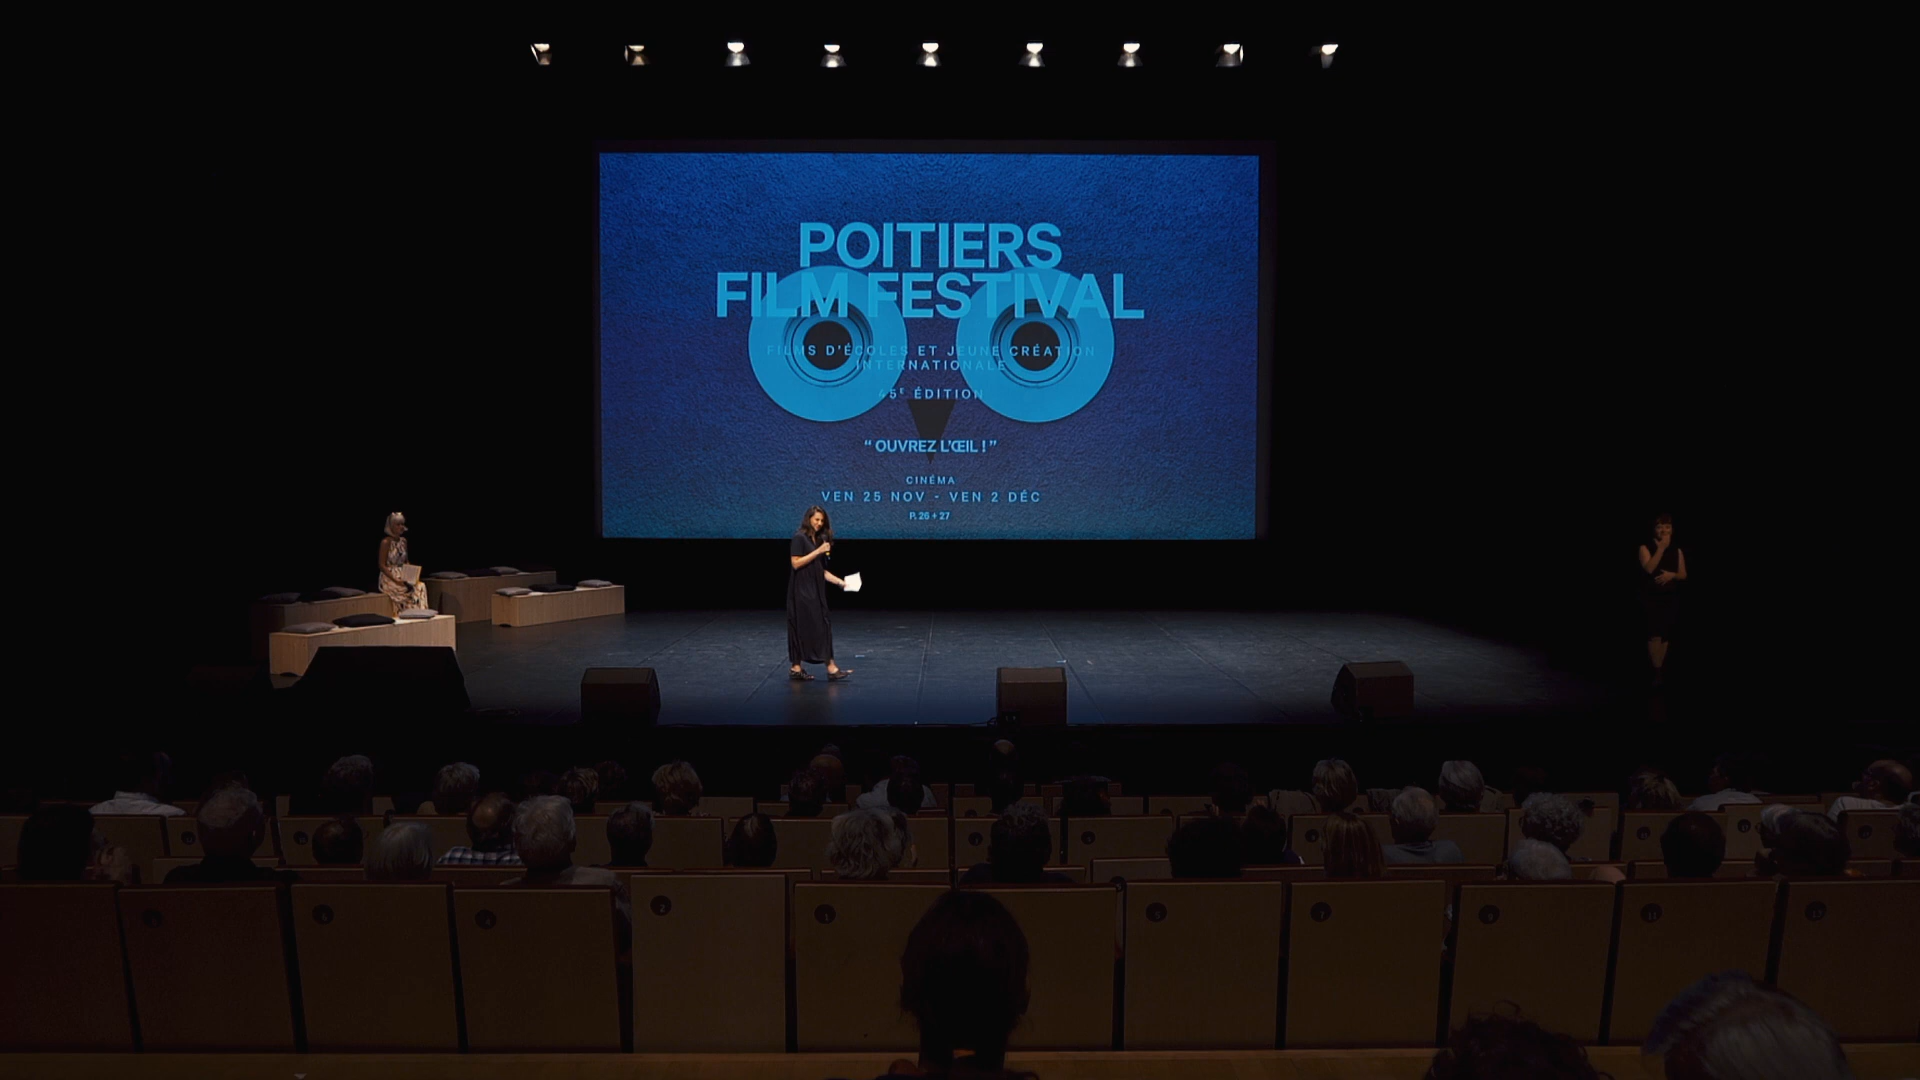 POITIERS
FILM FESTIVAL
FILMS D'ÉCOLES ET JEUNE CRÉATION
INTERNATIONALE
45E ÉDITION
“ OUVREZ L'ŒIL ! ”
CINÉMA
VEN 25 NOV - VEN 2 DÉC
P. 26 + 27